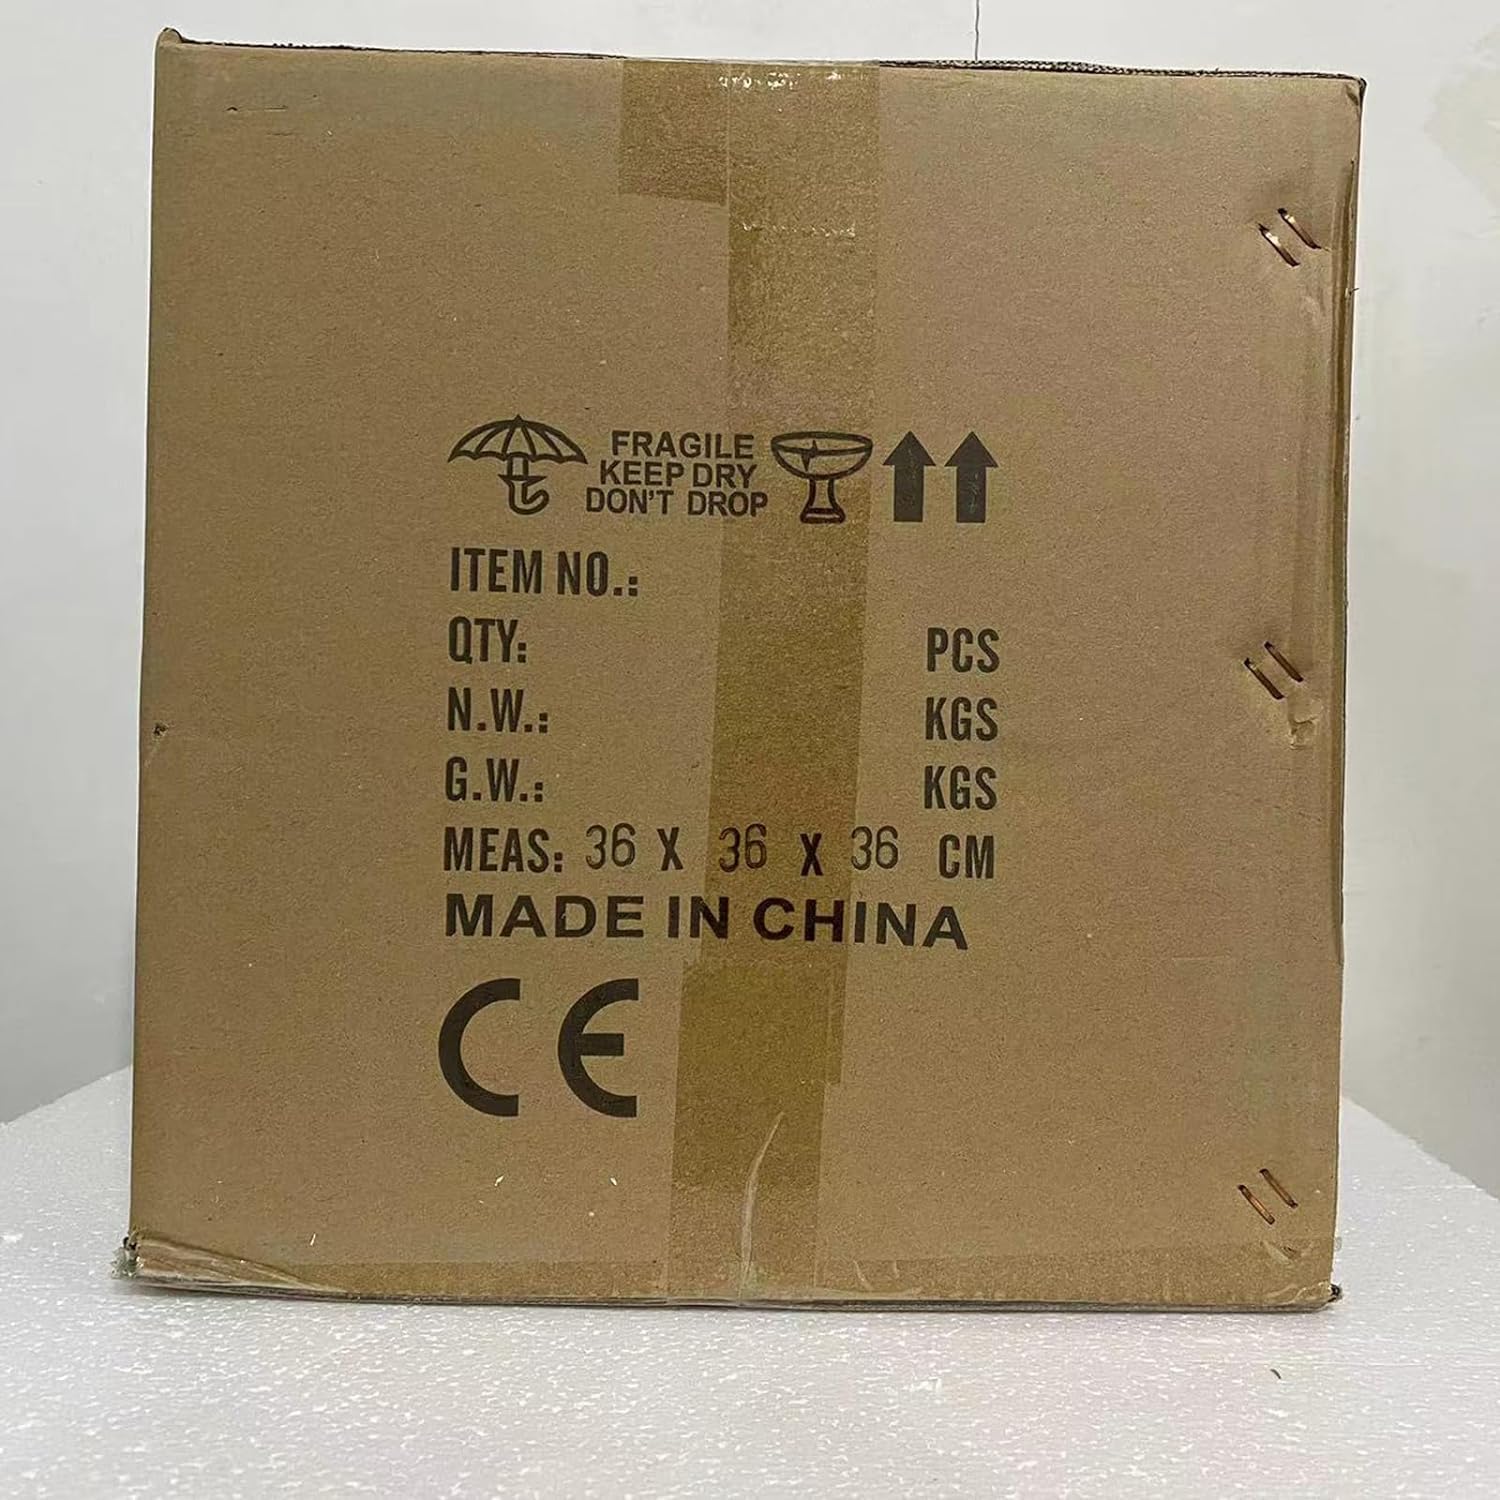 FRAGILE
KEEP DRY
DON'T DROP
ITEM NO.:
QTY: PCS
N.W.: KGS
G.W.: KGS
MEAS: 36 X 36 X 36 CM
MADE IN CHINA
CE